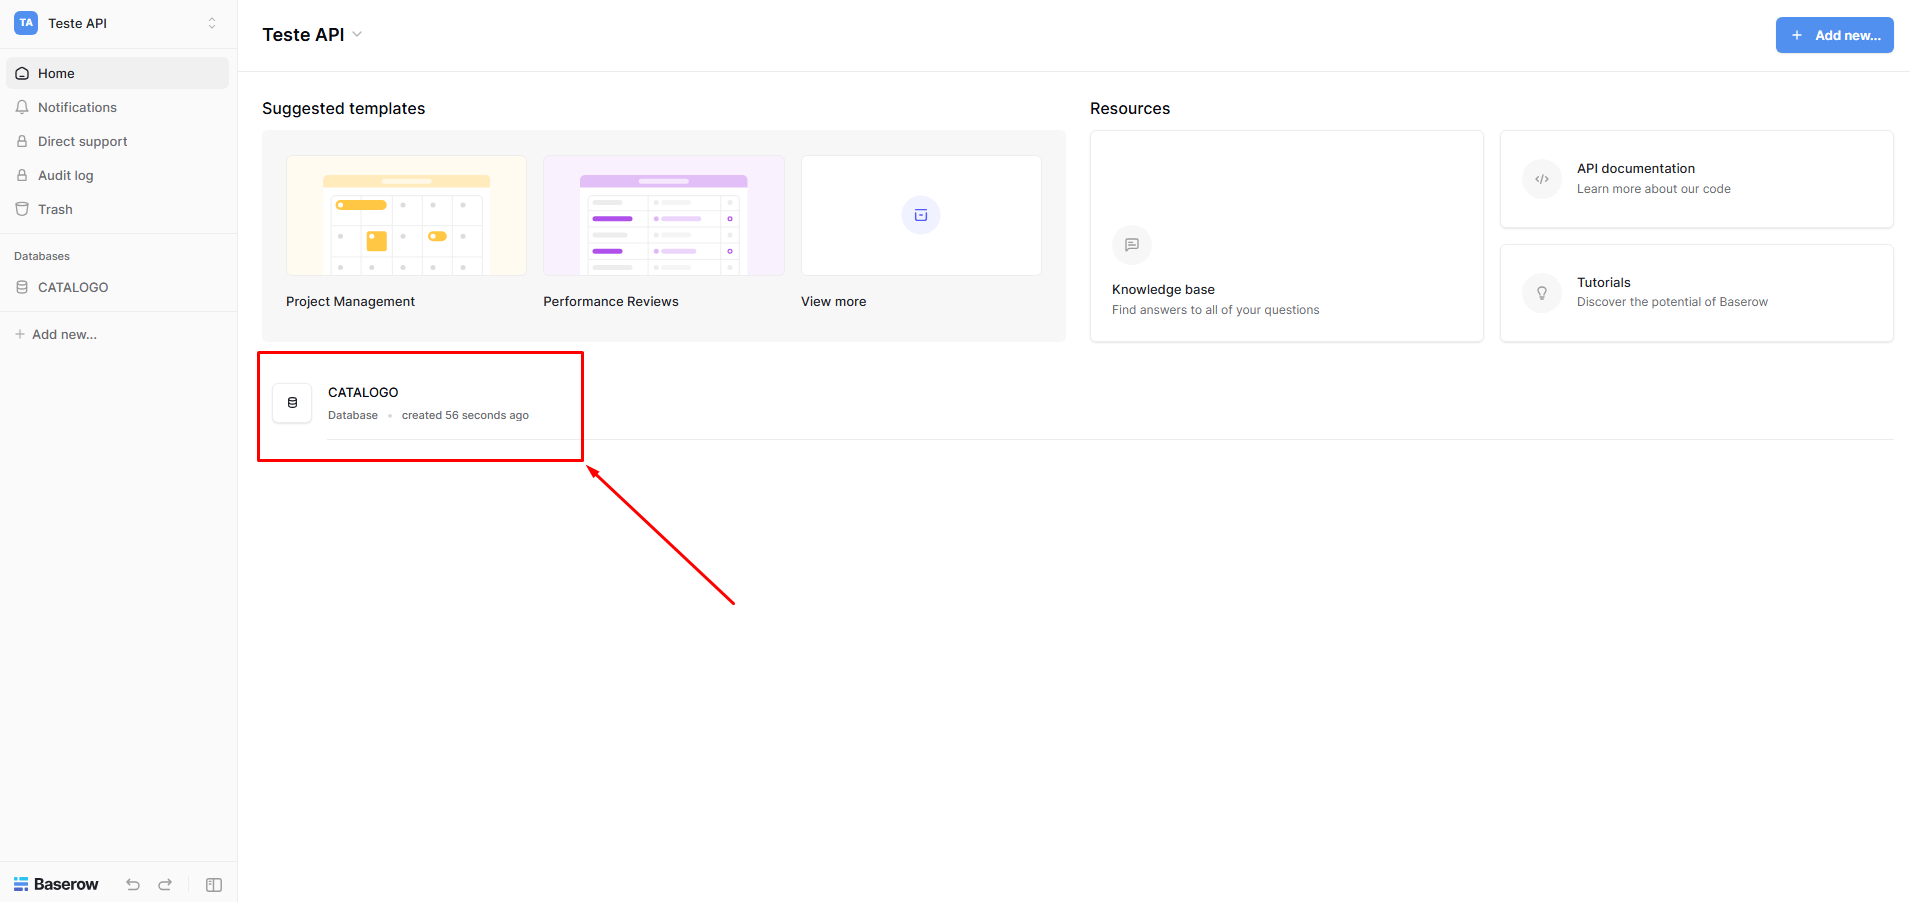 TA Teste API
Home
Notifications
Direct support
Audit log
Trash
Databases
CATALOGO
Add new...
Baserow
Teste API
Add new...
Suggested templates
Project Management
Performance Reviews
View more
Resources
Knowledge base
Find answers to all of your questions
API documentation
Learn more about our code
Tutorials
Discover the potential of Baserow
CATALOGO
Database • created 56 seconds ago